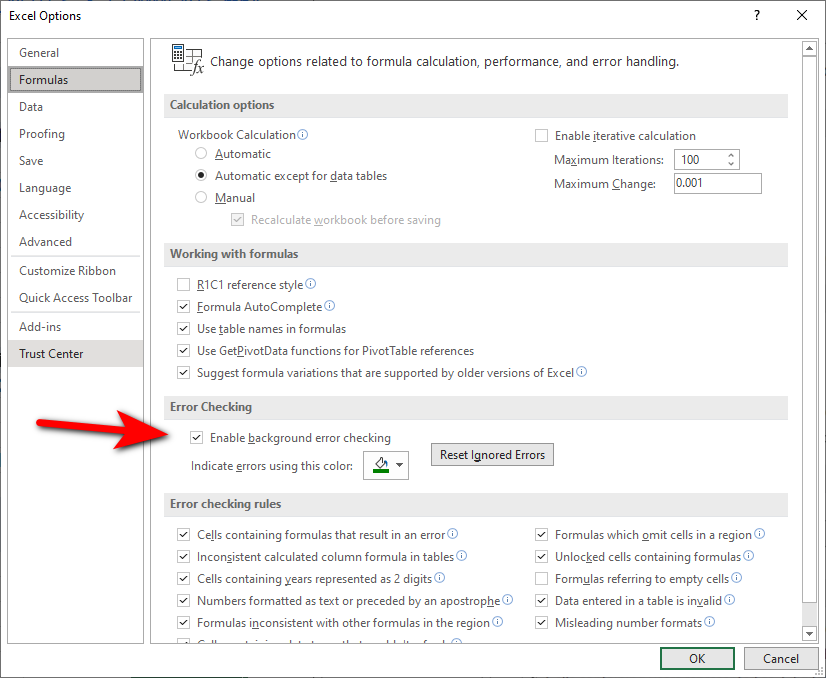 Excel Options
?
General
Formulas
Data
Proofing
Save
Language
Accessibility
Advanced
Customize Ribbon
Quick Access Toolbar
Add-ins
Trust Center
fx Change options related to formula calculation, performance, and error handling.
Calculation options
Workbook Calculation
Automatic
Automatic except for data tables
Manual
Recalculate workbook before saving
Enable iterative calculation
Maximum Iterations: 100
Maximum Change: 0.001
Working with formulas
R1C1 reference style
Formula AutoComplete
Use table names in formulas
Use GetPivotData functions for PivotTable references
Suggest formula variations that are supported by older versions of Excel
Error Checking
Enable background error checking
Indicate errors using this color:
Reset Ignored Errors
Error checking rules
Cells containing formulas that result in an error
Inconsistent calculated column formula in tables
Cells containing years represented as 2 digits
Numbers formatted as text or preceded by an apostrophe
Formulas inconsistent with other formulas in the region
Formulas which omit cells in a region
Unlocked cells containing formulas
Formulas referring to empty cells
Data entered in a table is invalid
Misleading number formats
OK
Cancel